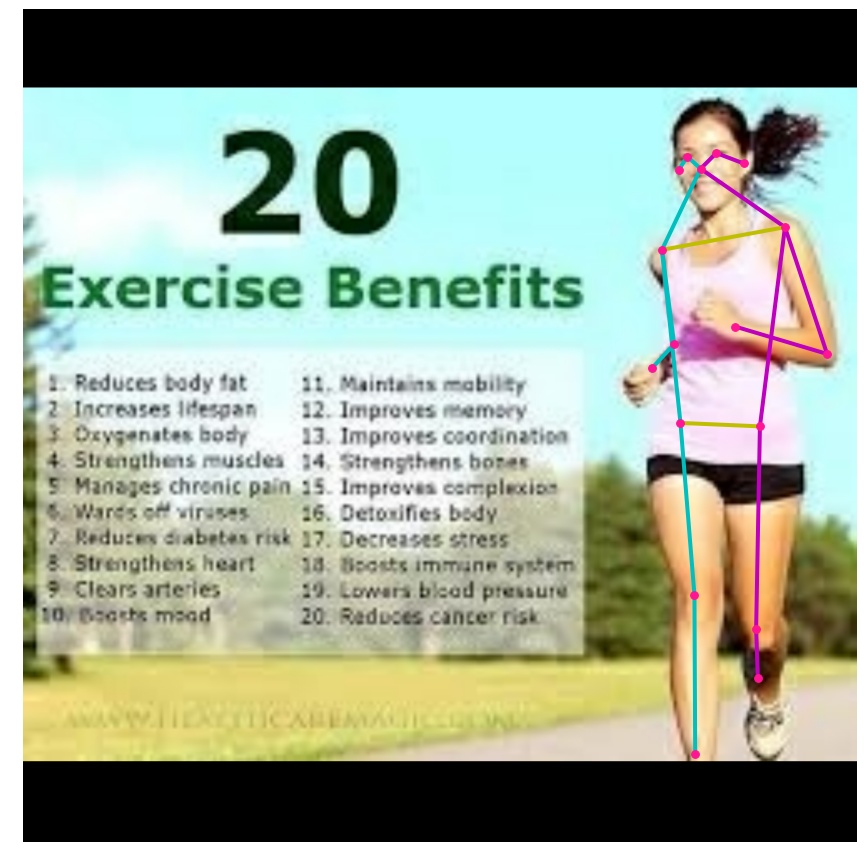 20
Exercise Benefits
1. Reduces body fat
2. Increases lifespan
3. Oxygenates body
4. Strengthens muscles
5. Manages chronic pain
6. Wards off viruses
7. Reduces diabetes risk
8. Strengthens heart
9. Clears arteries
10. Boosts mood
11. Maintains mobility
12. Improves memory
13. Improves coordination
14. Strengthens bones
15. Improves complexion
16. Detoxifies body
17. Decreases stress
18. Boosts immune system
19. Lowers blood pressure
20. Reduces cancer risk